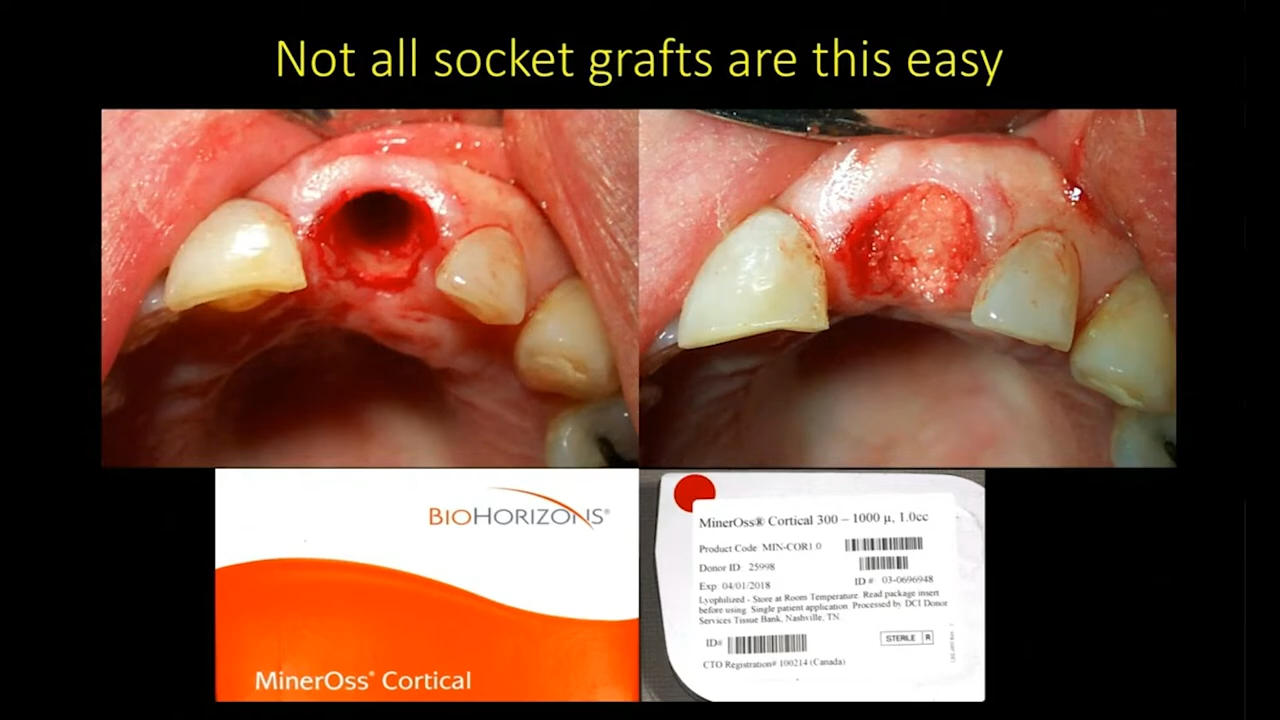 Not all socket grafts are this easy
BIOHORIZONS®
MinerOss® Cortical
MinerOss® Cortical 300 – 1000 µ, 1.0cc
Product Code MIN-COR1.0
Donor ID: 25998
Exp 04/01/2018
ID # 03-0696948
Lyophilized - Store at Room Temperature. Read package insert
before using. Single patient application. Processed by DCI Donor
Services Tissue Bank, Nashville, TN.
ID#
STERILE R
CTO Registration# 100214 (Canada)